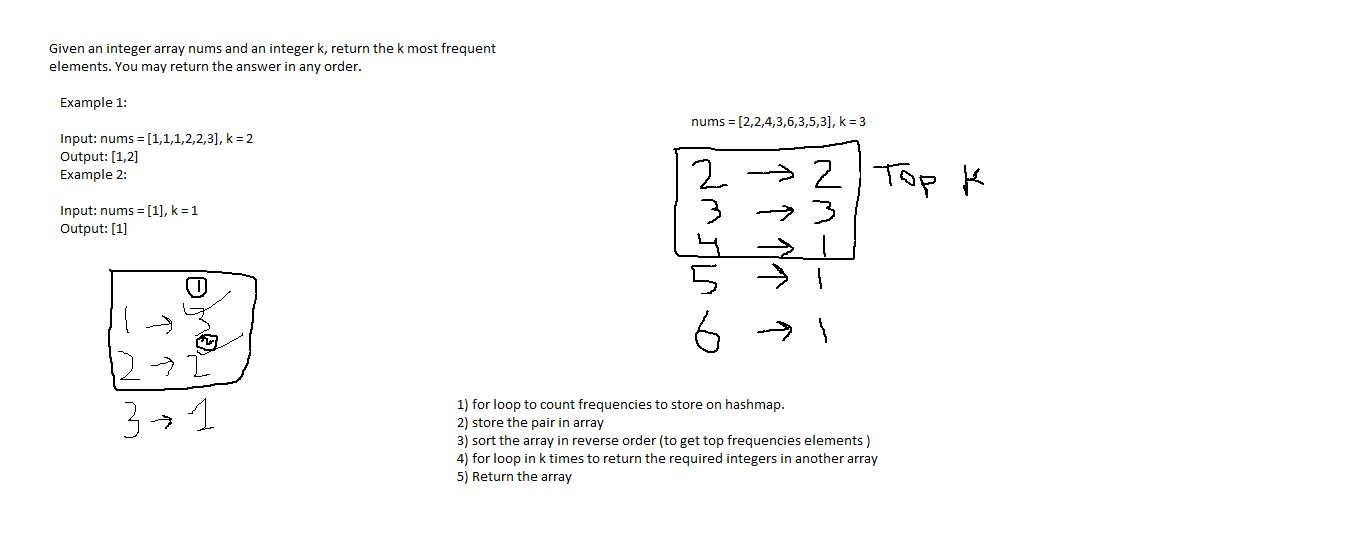 Given an integer array nums and an integer k, return the k most frequent
elements. You may return the answer in any order.
Example 1:
Input: nums = [1,1,1,2,2,3], k = 2
Output: [1,2]
Example 2:
Input: nums = [1], k = 1
Output: [1]
1
1 → 3
2
2 → 2
3 → 1
nums = [2,2,4,3,6,3,5,3], k = 3
2 → 2 Top K
3 → 3
4 → 1
5 → 1
6 → 1
1) for loop to count frequencies to store on hashmap.
2) store the pair in array
3) sort the array in reverse order (to get top frequencies elements )
4) for loop in k times to return the required integers in another array
5) Return the array